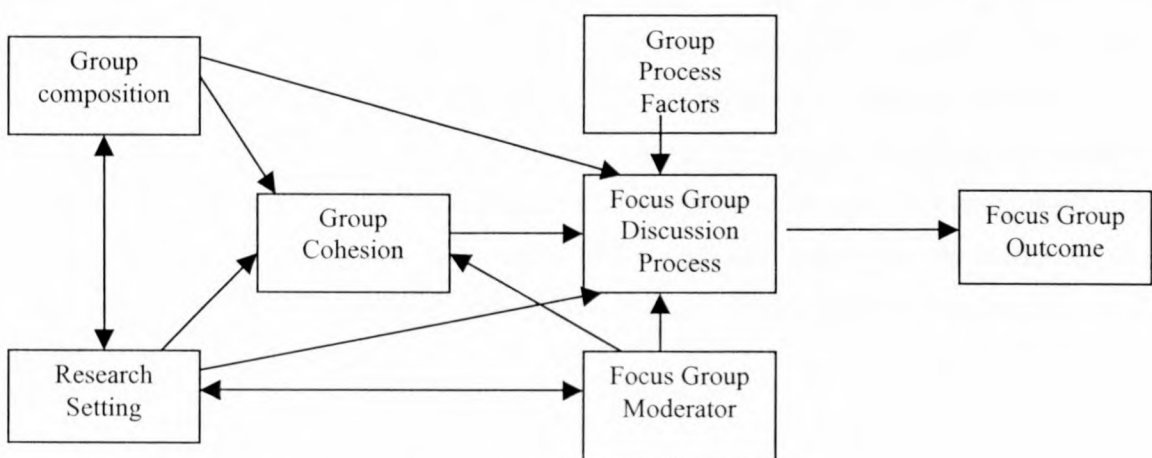 Group
composition
Group
Process
Factors
Group
Cohesion
Focus Group
Discussion
Process
Focus Group
Outcome
Research
Setting
Focus Group
Moderator